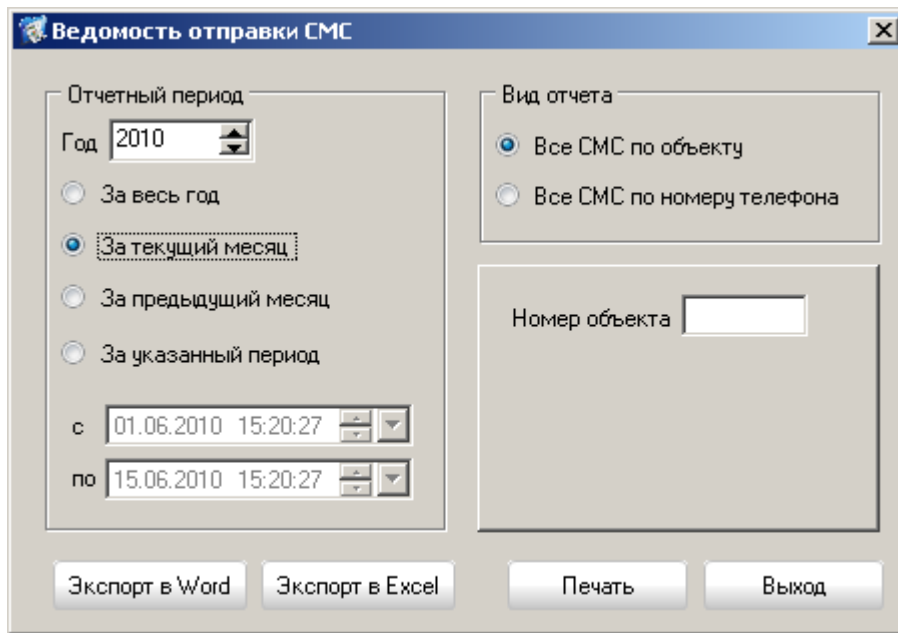 Ведомость отправки СМС
Отчетный период
Год 2010
За весь год
За текущий месяц
За предыдущий месяц
За указанный период
с 01.06.2010 15:20:27
по 15.06.2010 15:20:27
Вид отчета
Все СМС по объекту
Все СМС по номеру телефона
Номер объекта
Экспорт в Word
Экспорт в Excel
Печать
Выход